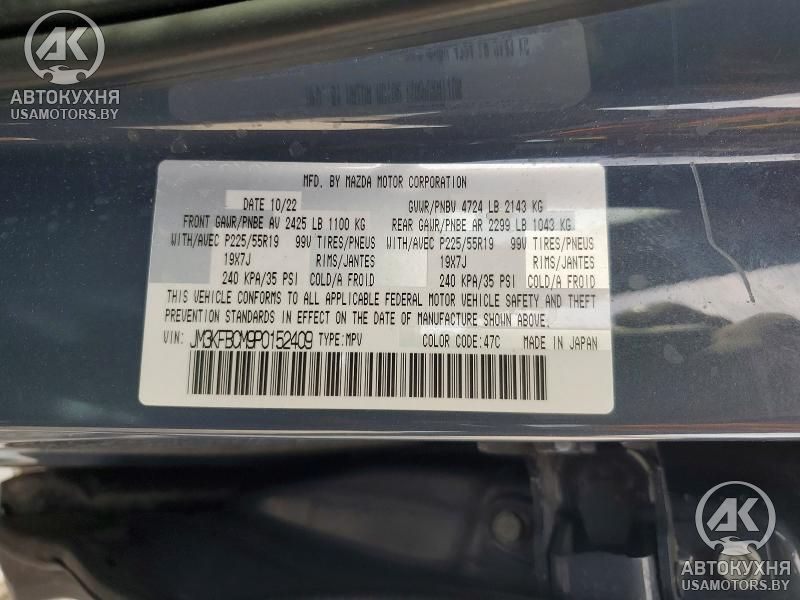 АК
АВТОКУХНЯ
USAMOTORS.BY
MFD. BY MAZDA MOTOR CORPORATION
DATE 10/22 GVWR/PNBV 4724 LB 2143 KG
FRONT GAWR/PNBE AV 2425 LB 1100 KG REAR GAWR/PNBE AR 2299 LB 1043 KG
WITH/AVEC P225/55R19 99V TIRES/PNEUS WITH/AVEC P225/55R19 99V TIRES/PNEUS
19X7J RIMS/JANTES 19X7J RIMS/JANTES
240 KPA/35 PSI COLD/A FROID 240 KPA/35 PSI COLD/A FROID
THIS VEHICLE CONFORMS TO ALL APPLICABLE FEDERAL MOTOR VEHICLE SAFETY AND THEFT
PREVENTION STANDARDS IN EFFECT ON THE DATE OF MANUFACTURE SHOWN ABOVE.
VIN: JM3KFBCM9P0152409 TYPE:MPV COLOR CODE:47C MADE IN JAPAN
АК
АВТОКУХНЯ
USAMOTORS.BY